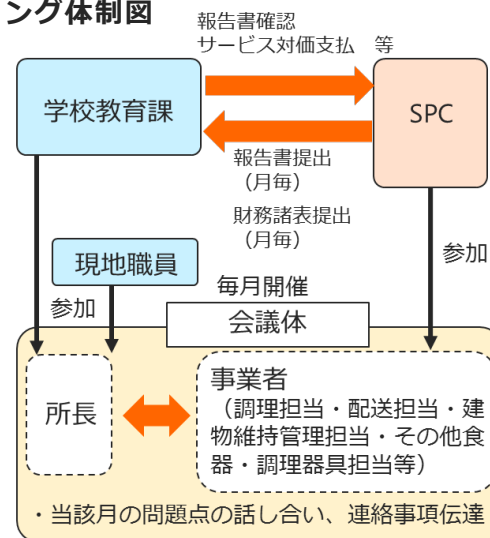 ング体制図
報告書確認
サービス対価支払　等
学校教育課
SPC
報告書提出
（月毎）
財務諸表提出
（月毎）
参加
現地職員
参加
毎月開催
会議体
所長
事業者
（調理担当・配送担当・建
物維持管理担当・その他食
器・調理器具担当等）
・当該月の問題点の話し合い、連絡事項伝達